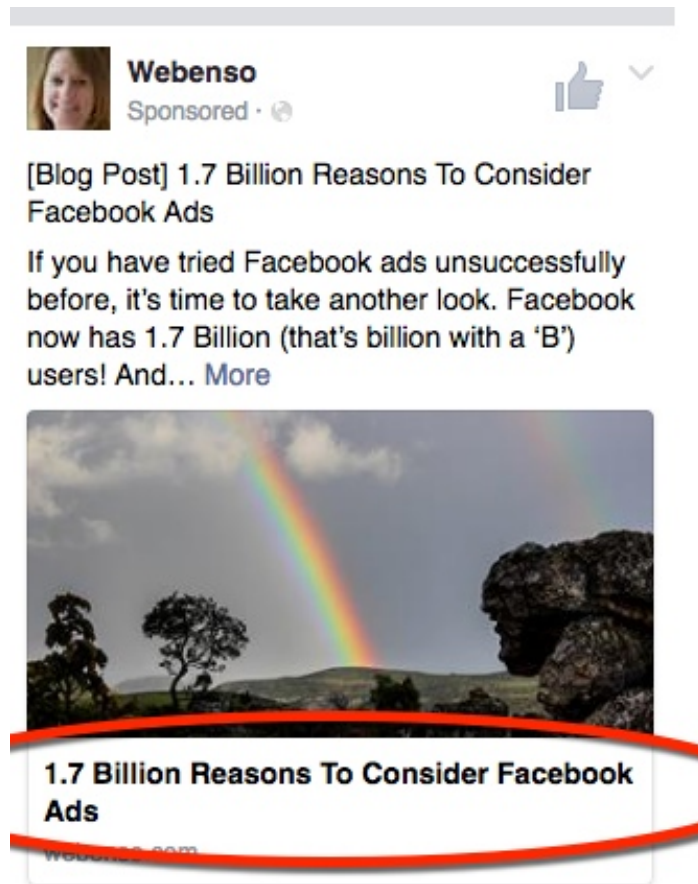 Webenso
Sponsored ·
[Blog Post] 1.7 Billion Reasons To Consider
Facebook Ads
If you have tried Facebook ads unsuccessfully
before, it’s time to take another look. Facebook
now has 1.7 Billion (that’s billion with a ‘B’)
users! And… More
1.7 Billion Reasons To Consider Facebook
Ads
webenso.com